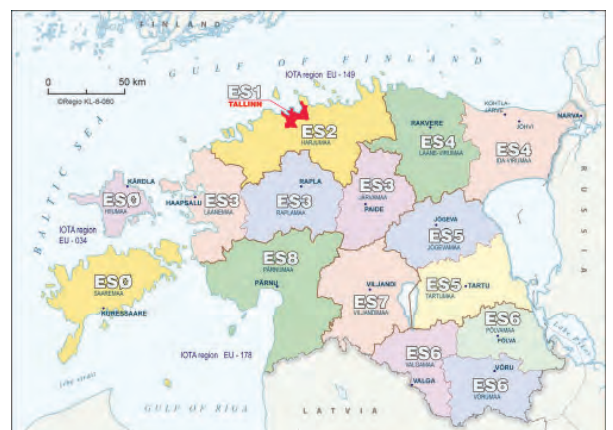 FINLAND
GULF OF FINLAND
IOTA region EU - 149
0 50 km
©Regio KL-8-060
ES1
TALLINN
ES2
HARJUMAA
RAKVERE
ES4
LÄÄNE-VIRUMAA
KOHTLA-
JÄRVE
JÕHVI
NARVA
ES4
IDA-VIRUMAA
BALTIC SEA
KÄRDLA
ES0
HIIUMAA
HAAPSALU
ES3
LÄÄNEMAA
RAPLA
ES3
RAPLAMAA
ES3
JÄRVAMAA
PAIDE
JÕGEVA
ES5
JÕGEVAMAA
RUSSIA
IOTA region
EU - 034
ES0
SAAREMAA
KURESSAARE
ES8
PÄRNUMAA
PÄRNU
VILJANDI
ES7
VILJANDIMAA
ES5
TARTUMAA
TARTU
ES6
PÕLVAMAA
PÕLVA
IOTA region EU - 178
ES6
VALGAMAA
VALGA
VÕRU
ES6
VÕRUMAA
GULF OF RIGA
LATVIA